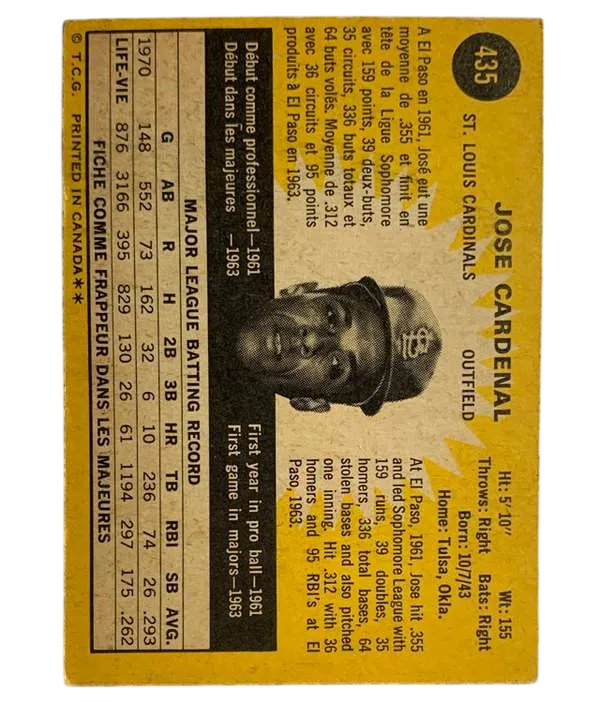 435
JOSE CARDENAL
ST. LOUIS CARDINALS OUTFIELD
Ht: 5'10" Wt: 155
Throws: Right Bats: Right
Born: 10/7/43
Home: Tulsa, Okla.
A El Paso en 1961, José eut une
moyenne de .355 et finit en
tête de la Ligue Sophomore
avec 159 points, 39 deux-buts,
35 circuits, 336 buts totaux et
64 buts volés. Moyenne de .312
avec 36 circuits et 95 points
produits à El Paso en 1963.
At El Paso, 1961, Jose hit .355
and led Sophomore League with
159 runs, 39 doubles, 35
homers, 336 total bases, 64
stolen bases and also pitched
one inning. Hit .312 with 36
homers and 95 RBI's at El
Paso, 1963.
Début comme professionnel—1961
Début dans les majeures —1963
First year in pro ball—1961
First game in majors—1963
MAJOR LEAGUE BATTING RECORD
G AB R H 2B 3B HR TB RBI SB AVG.
1970 148 552 73 162 32 6 10 236 74 26 .293
LIFE-VIE 876 3166 395 829 130 26 61 1194 297 175 .262
FICHE COMME FRAPPEUR DANS LES MAJEURES
© T.C.G. PRINTED IN CANADA**